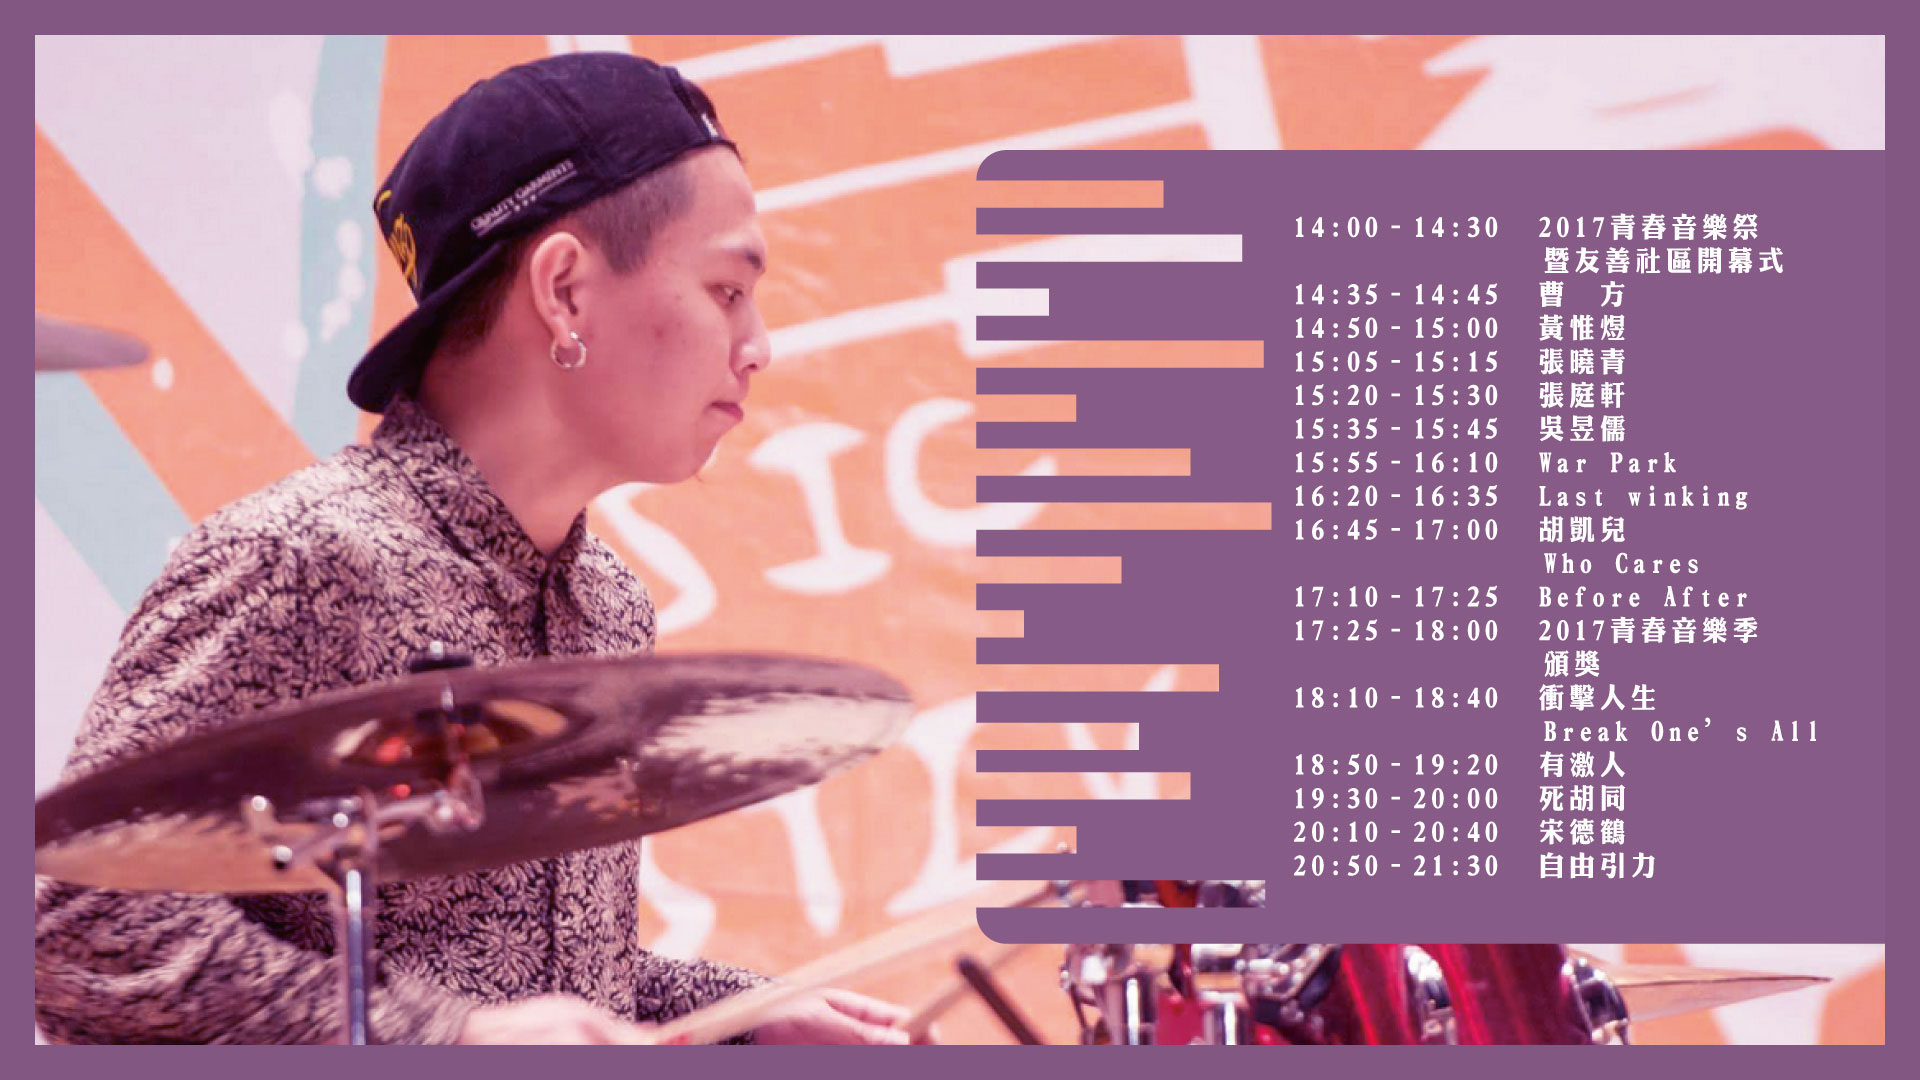 QUALITY GARMENTS
SIC
14:00 - 14:30 2017青春音樂祭
暨友善社區開幕式
14:35 - 14:45 曹 方
14:50 - 15:00 黃惟煜
15:05 - 15:15 張曉青
15:20 - 15:30 張庭軒
15:35 - 15:45 吳昱儒
15:55 - 16:10 War Park
16:20 - 16:35 Last winking
16:45 - 17:00 胡凱兒
Who Cares
17:10 - 17:25 Before After
17:25 - 18:00 2017青春音樂季
頒獎
18:10 - 18:40 衝擊人生
Break One’s All
18:50 - 19:20 有激人
19:30 - 20:00 死胡同
20:10 - 20:40 宋德鶴
20:50 - 21:30 自由引力